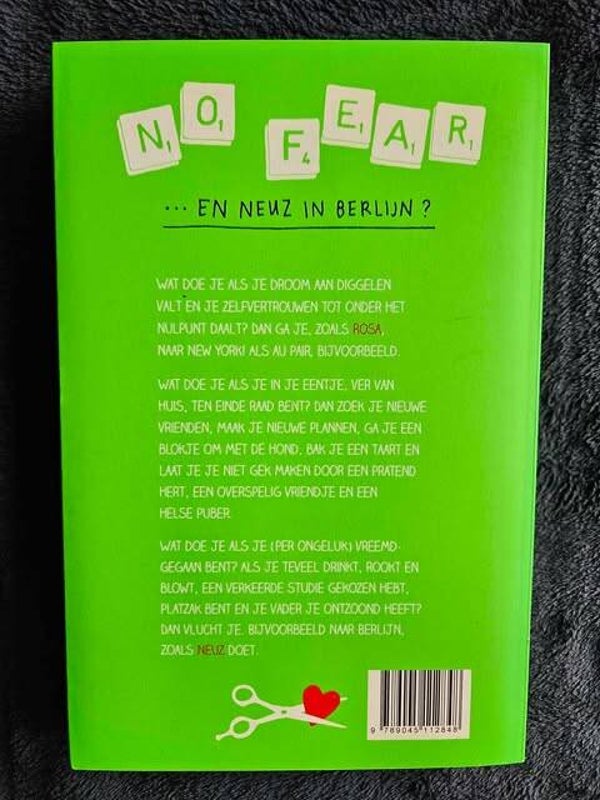 NO FEAR
N1 O1 F4 E1 A1 R1
... EN NEUZ IN BERLIJN?
WAT DOE JE ALS JE DROOM AAN DIGGELEN
VALT EN JE ZELFVERTROUWEN TOT ONDER HET
NULPUNT DAALT? DAN GA JE, ZOALS ROSA,
NAAR NEW YORK! ALS AU PAIR, BIJVOORBEELD.
WAT DOE JE ALS JE IN JE EENTJE, VER VAN
HUIS, TEN EINDE RAAD BENT? DAN ZOEK JE NIEUWE
VRIENDEN, MAAK JE NIEUWE PLANNEN, GA JE EEN
BLOKJE OM MET DE HOND, BAK JE EEN TAART EN
LAAT JE JE NIET GEK MAKEN DOOR EEN PRATEND
HERT, EEN OVERSPELIG VRIENDJE EN EEN
HELSE PUBER.
WAT DOE JE ALS JE (PER ONGELUK) VREEMD-
GEGAAN BENT? ALS JE TEVEEL DRINKT, ROOKT EN
BLOWT, EEN VERKEERDE STUDIE GEKOZEN HEBT,
PLATZAK BENT EN JE VADER JE ONTZOOND HEEFT?
DAN VLUCHT JE. BIJVOORBEELD NAAR BERLIJN,
ZOALS NEUZ DOET.
9 789045 112848